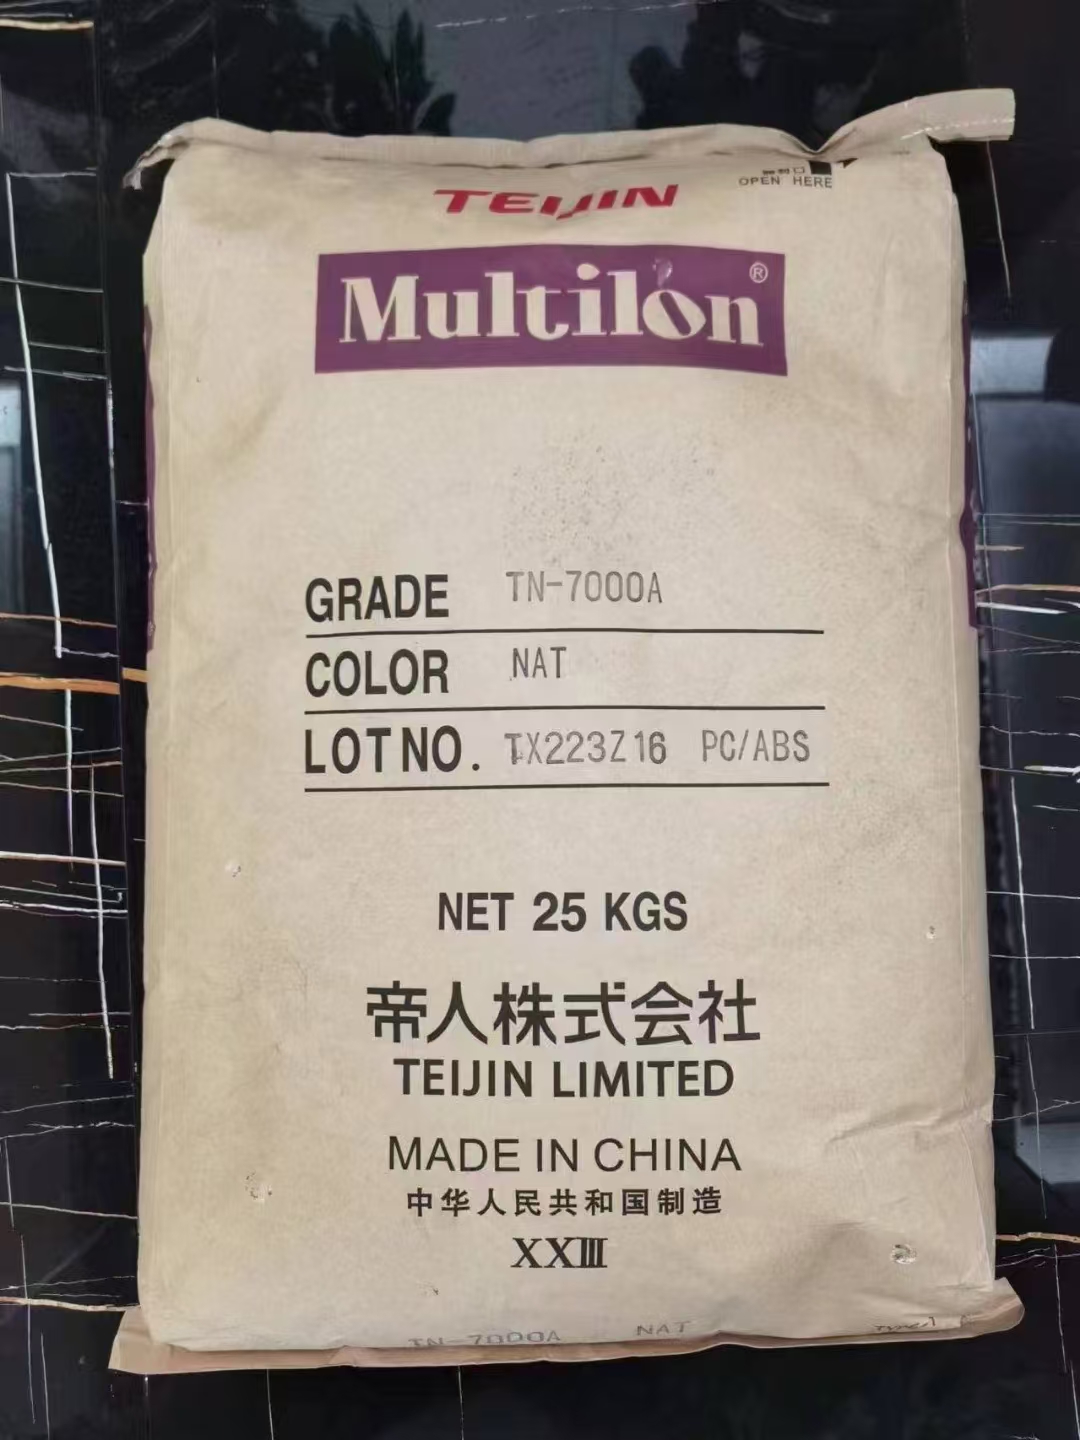 OPEN HERE
TEIJIN
Multilon®
GRADE TN-7000A
COLOR NAT
LOT NO. TX223Z16 PC/ABS
NET 25 KGS
帝人株式会社
TEIJIN LIMITED
MADE IN CHINA
中华人民共和国制造
XXIII
TN-7000A NAT